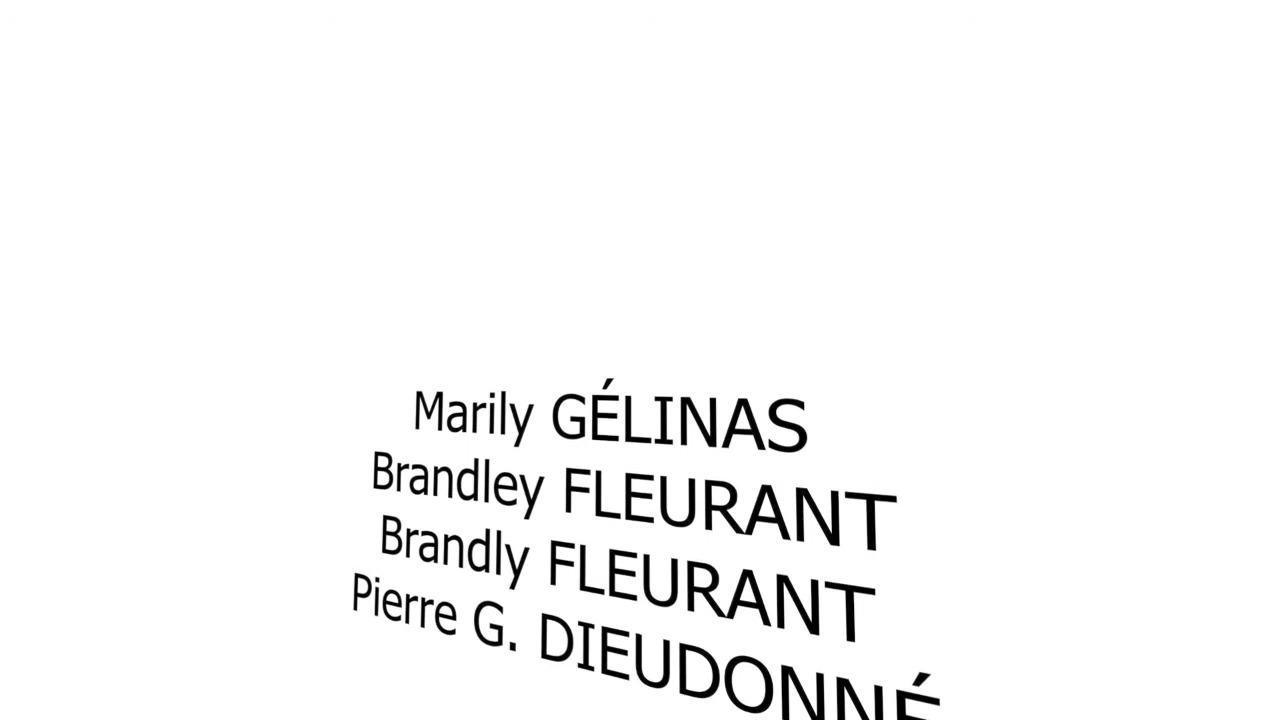 Marily GÉLINAS
Brandley FLEURANT
Brandly FLEURANT
Pierre G. DIEUDONNÉ